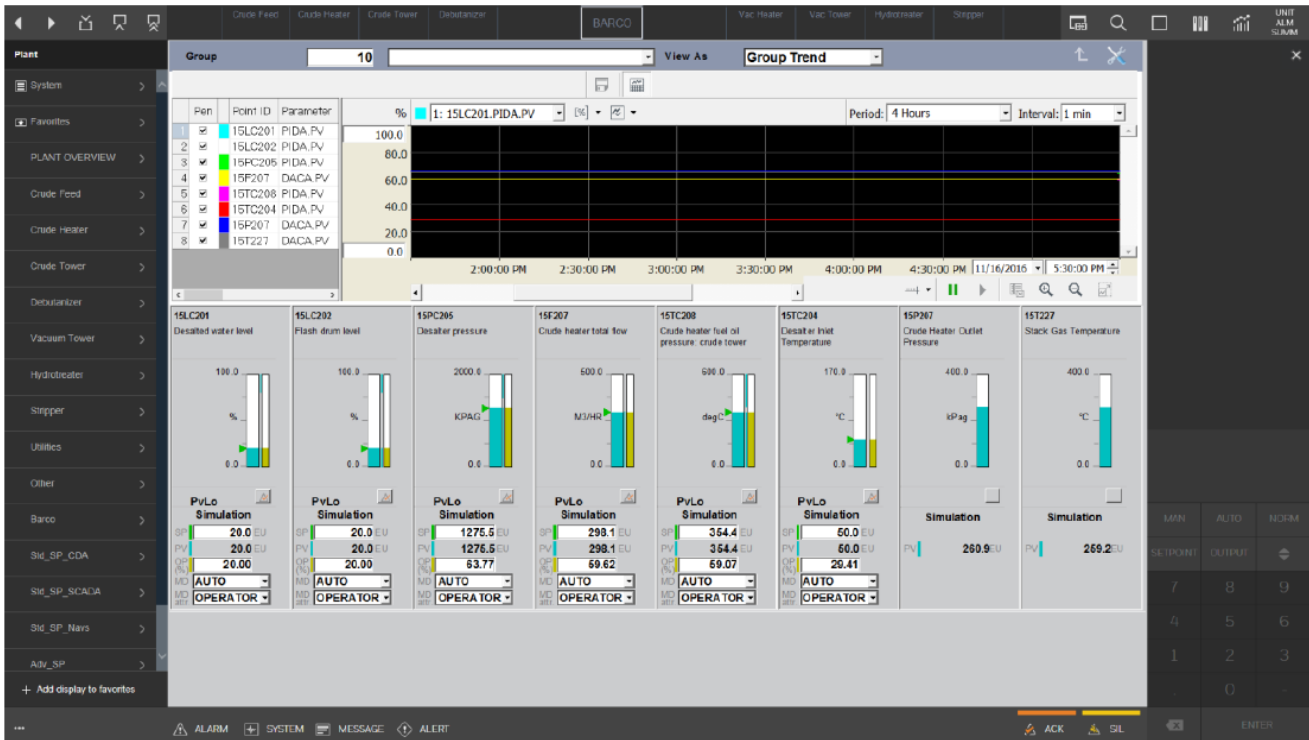 Crude Feed Crude Heater Crude Tower Debutanizer BARCO Vac Heater Vac Tower Hydrotreater Stripper UNIT ALM SUMM
Plant
System
Favorites
PLANT OVERVIEW
Crude Feed
Crude Heater
Crude Tower
Debutanizer
Vacuum Tower
Hydrotreater
Stripper
Utilities
Other
Barco
Std_SP_CDA
Std_SP_SCADA
Std_SP_Navs
Adv_SP
+ Add display to favorites
Group 10 View As Group Trend
Pen Point ID Parameter % 1: 15LC201.PIDA.PV [%] Period: 4 Hours Interval: 1 min
1 15LC201 PIDA.PV
2 15LC202 PIDA.PV
3 15PC205 PIDA.PV
4 15F207 DACA.PV
5 15TC208 PIDA.PV
6 15TC204 PIDA.PV
7 15P207 DACA.PV
8 15T227 DACA.PV
100.0
80.0
60.0
40.0
20.0
0.0
2:00:00 PM 2:30:00 PM 3:00:00 PM 3:30:00 PM 4:00:00 PM 4:30:00 PM 11/16/2016 5:30:00 PM
15LC201 15LC202 15PC205 15F207 15TC208 15TC204 15P207 15T227
Desalted water level Flash drum level Desalter pressure Crude heater total flow Crude heater fuel oil Desalter Inlet Crude Heater Outlet Stack Gas Temperature
pressure: crude tower Temperature Pressure
100.0 100.0 2000.0 500.0 600.0 170.0 400.0 400.0
% % KPAG M3/HR degC °C kPag °C
0.0 0.0 0.0 0.0 0.0 0.0 0.0 0.0
PvLo PvLo PvLo PvLo PvLo PvLo
Simulation Simulation Simulation Simulation Simulation Simulation Simulation Simulation
SP 20.0 EU SP 20.0 EU SP 1275.5 EU SP 298.1 EU SP 354.4 EU SP 50.0 EU
PV 20.0 EU PV 20.0 EU PV 1275.5 EU PV 298.1 EU PV 354.4 EU PV 50.0 EU PV 260.9 EU PV 259.2 EU
OP (%) 20.00 OP (%) 20.00 OP (%) 63.77 OP (%) 59.62 OP (%) 59.07 OP (%) 29.41
MD AUTO MD AUTO MD AUTO MD AUTO MD AUTO MD AUTO
MD attr OPERATOR MD attr OPERATOR MD attr OPERATOR MD attr OPERATOR MD attr OPERATOR MD attr OPERATOR
MAN AUTO NORM
SETPOINT OUTPUT
7 8 9
4 5 6
1 2 3
. 0 -
ENTER
ALARM SYSTEM MESSAGE ALERT ACK SIL